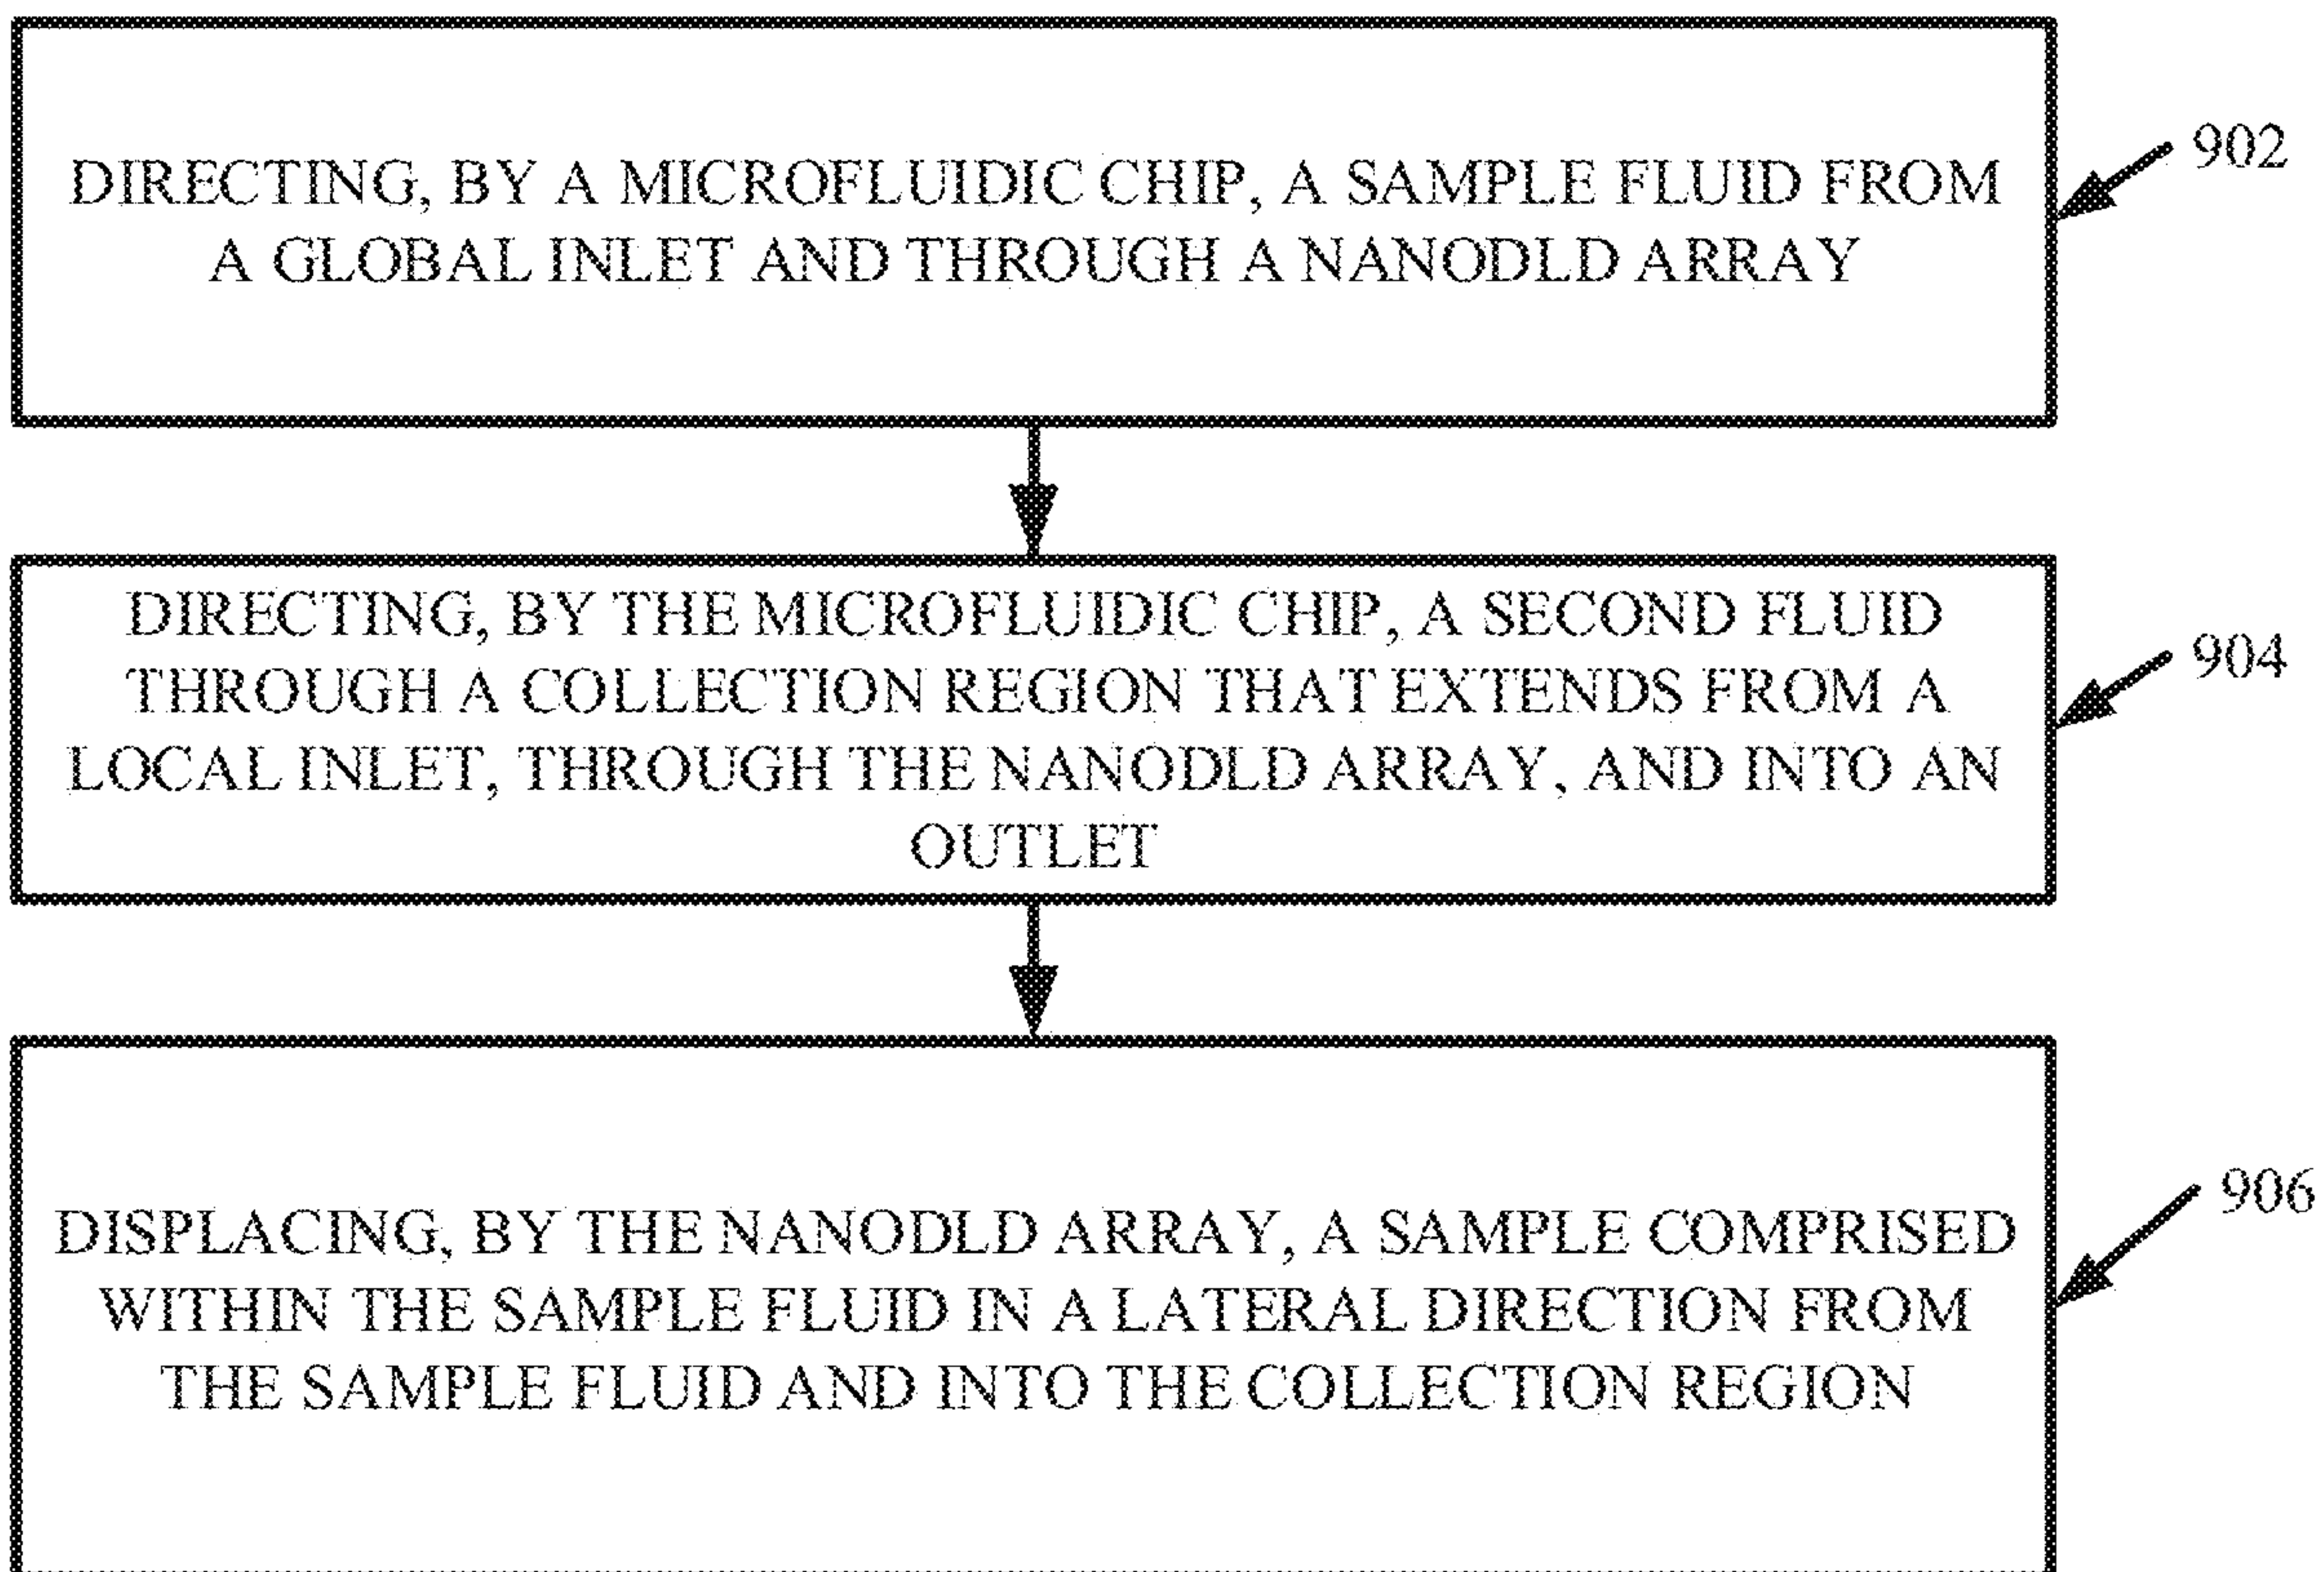 DIRECTING, BY A MICROFLUIDIC CHIP, A SAMPLE FLUID FROM
A GLOBAL INLET AND THROUGH A NANODLD ARRAY
902
DIRECTING, BY THE MICROFLUIDIC CHIP, A SECOND FLUID
THROUGH A COLLECTION REGION THAT EXTENDS FROM A
LOCAL INLET, THROUGH THE NANODLD ARRAY, AND INTO AN
OUTLET
904
DISPLACING, BY THE NANODLD ARRAY, A SAMPLE COMPRISED
WITHIN THE SAMPLE FLUID IN A LATERAL DIRECTION FROM
THE SAMPLE FLUID AND INTO THE COLLECTION REGION
906